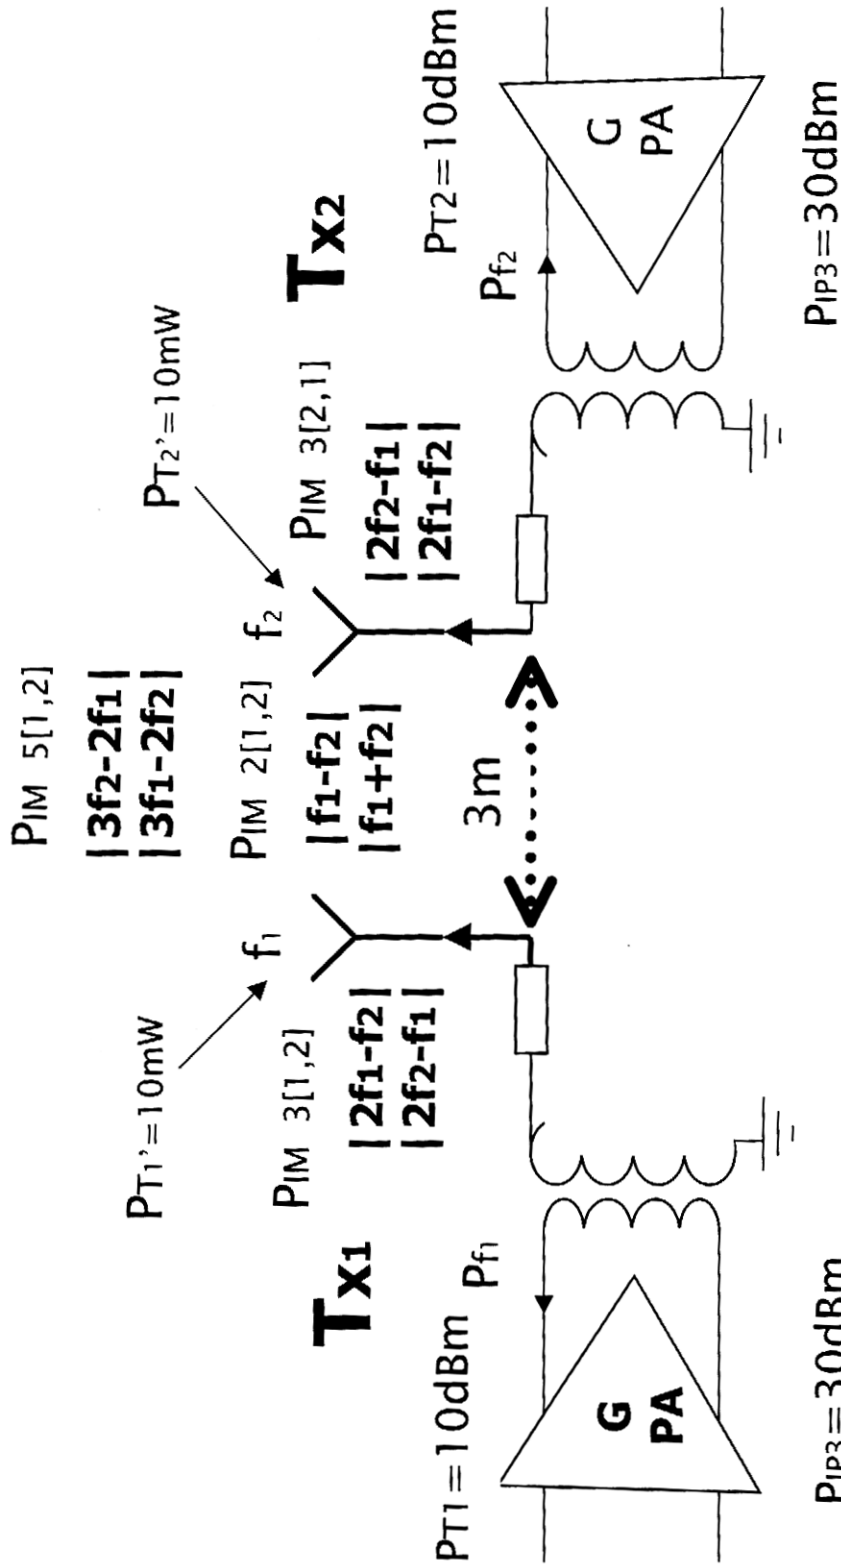 PIM 5[1,2]
|3f2-2f1|
|3f1-2f2|
PT1'=10mW
PT2'=10mW
f1
PIM 2[1,2]
f2
|f1-f2|
|f1+f2|
PIM 3[1,2]
|2f1-f2|
|2f2-f1|
PIM 3[2,1]
|2f2-f1|
|2f1-f2|
Tx1
Tx2
3m
PT1=10dBm
Pf1
Pf2
PT2=10dBm
G
PA
G
PA
PIP3=30dBm
PIP3=30dBm